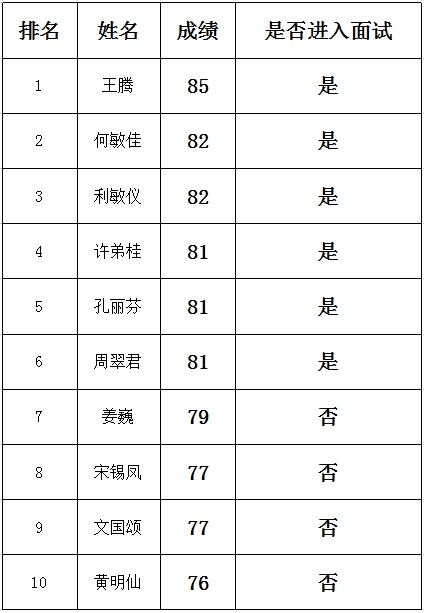 排名 姓名 成绩 是否进入面试
1 王腾 85 是
2 何敏佳 82 是
3 利敏仪 82 是
4 许弟桂 81 是
5 孔丽芬 81 是
6 周翠君 81 是
7 姜巍 79 否
8 宋锡凤 77 否
9 文国颂 77 否
10 黄明仙 76 否